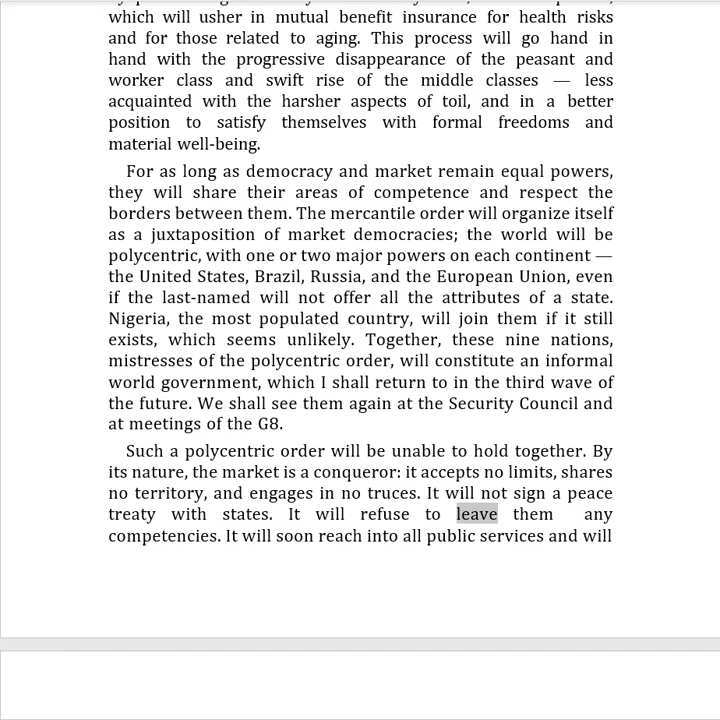 which will usher in mutual benefit insurance for health risks
and for those related to aging. This process will go hand in
hand with the progressive disappearance of the peasant and
worker class and swift rise of the middle classes — less
acquainted with the harsher aspects of toil, and in a better
position to satisfy themselves with formal freedoms and
material well-being.
For as long as democracy and market remain equal powers,
they will share their areas of competence and respect the
borders between them. The mercantile order will organize itself
as a juxtaposition of market democracies; the world will be
polycentric, with one or two major powers on each continent —
the United States, Brazil, Russia, and the European Union, even
if the last-named will not offer all the attributes of a state.
Nigeria, the most populated country, will join them if it still
exists, which seems unlikely. Together, these nine nations,
mistresses of the polycentric order, will constitute an informal
world government, which I shall return to in the third wave of
the future. We shall see them again at the Security Council and
at meetings of the G8.
Such a polycentric order will be unable to hold together. By
its nature, the market is a conqueror: it accepts no limits, shares
no territory, and engages in no truces. It will not sign a peace
treaty with states. It will refuse to leave them any
competencies. It will soon reach into all public services and will